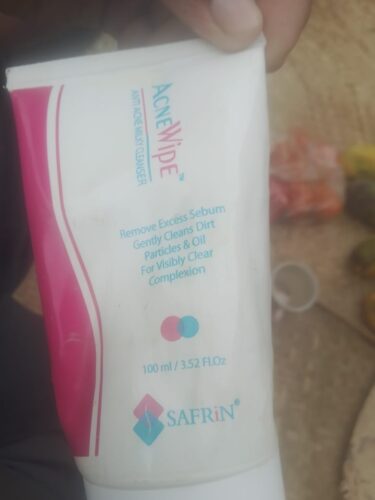 ACNEWIPE™
ANTI ACNE MILKY CLEANSER
Remove Excess Sebum
Gently Cleans Dirt
Particles & Oil
For Visibly Clear
Complexion
100 ml / 3.52 Fl.Oz
SAFRiN®